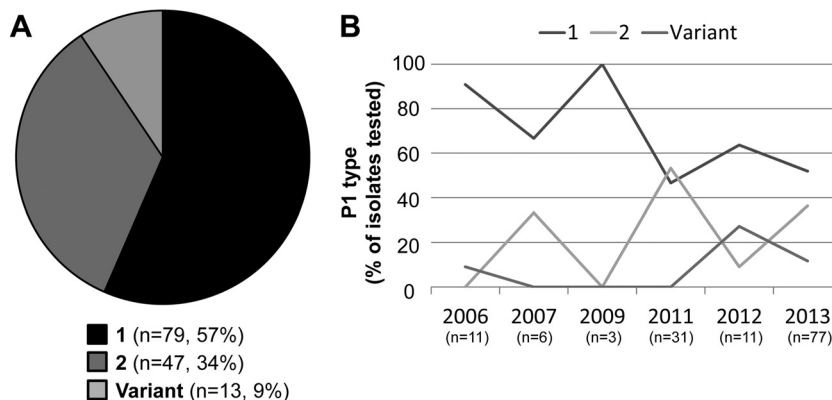 A
1 (n=79, 57%)
2 (n=47, 34%)
Variant (n=13, 9%)
B
1 2 Variant
P1 type
(% of isolates tested)
100
80
60
40
20
0
2006 2007 2009 2011 2012 2013
(n=11) (n=6) (n=3) (n=31) (n=11) (n=77)